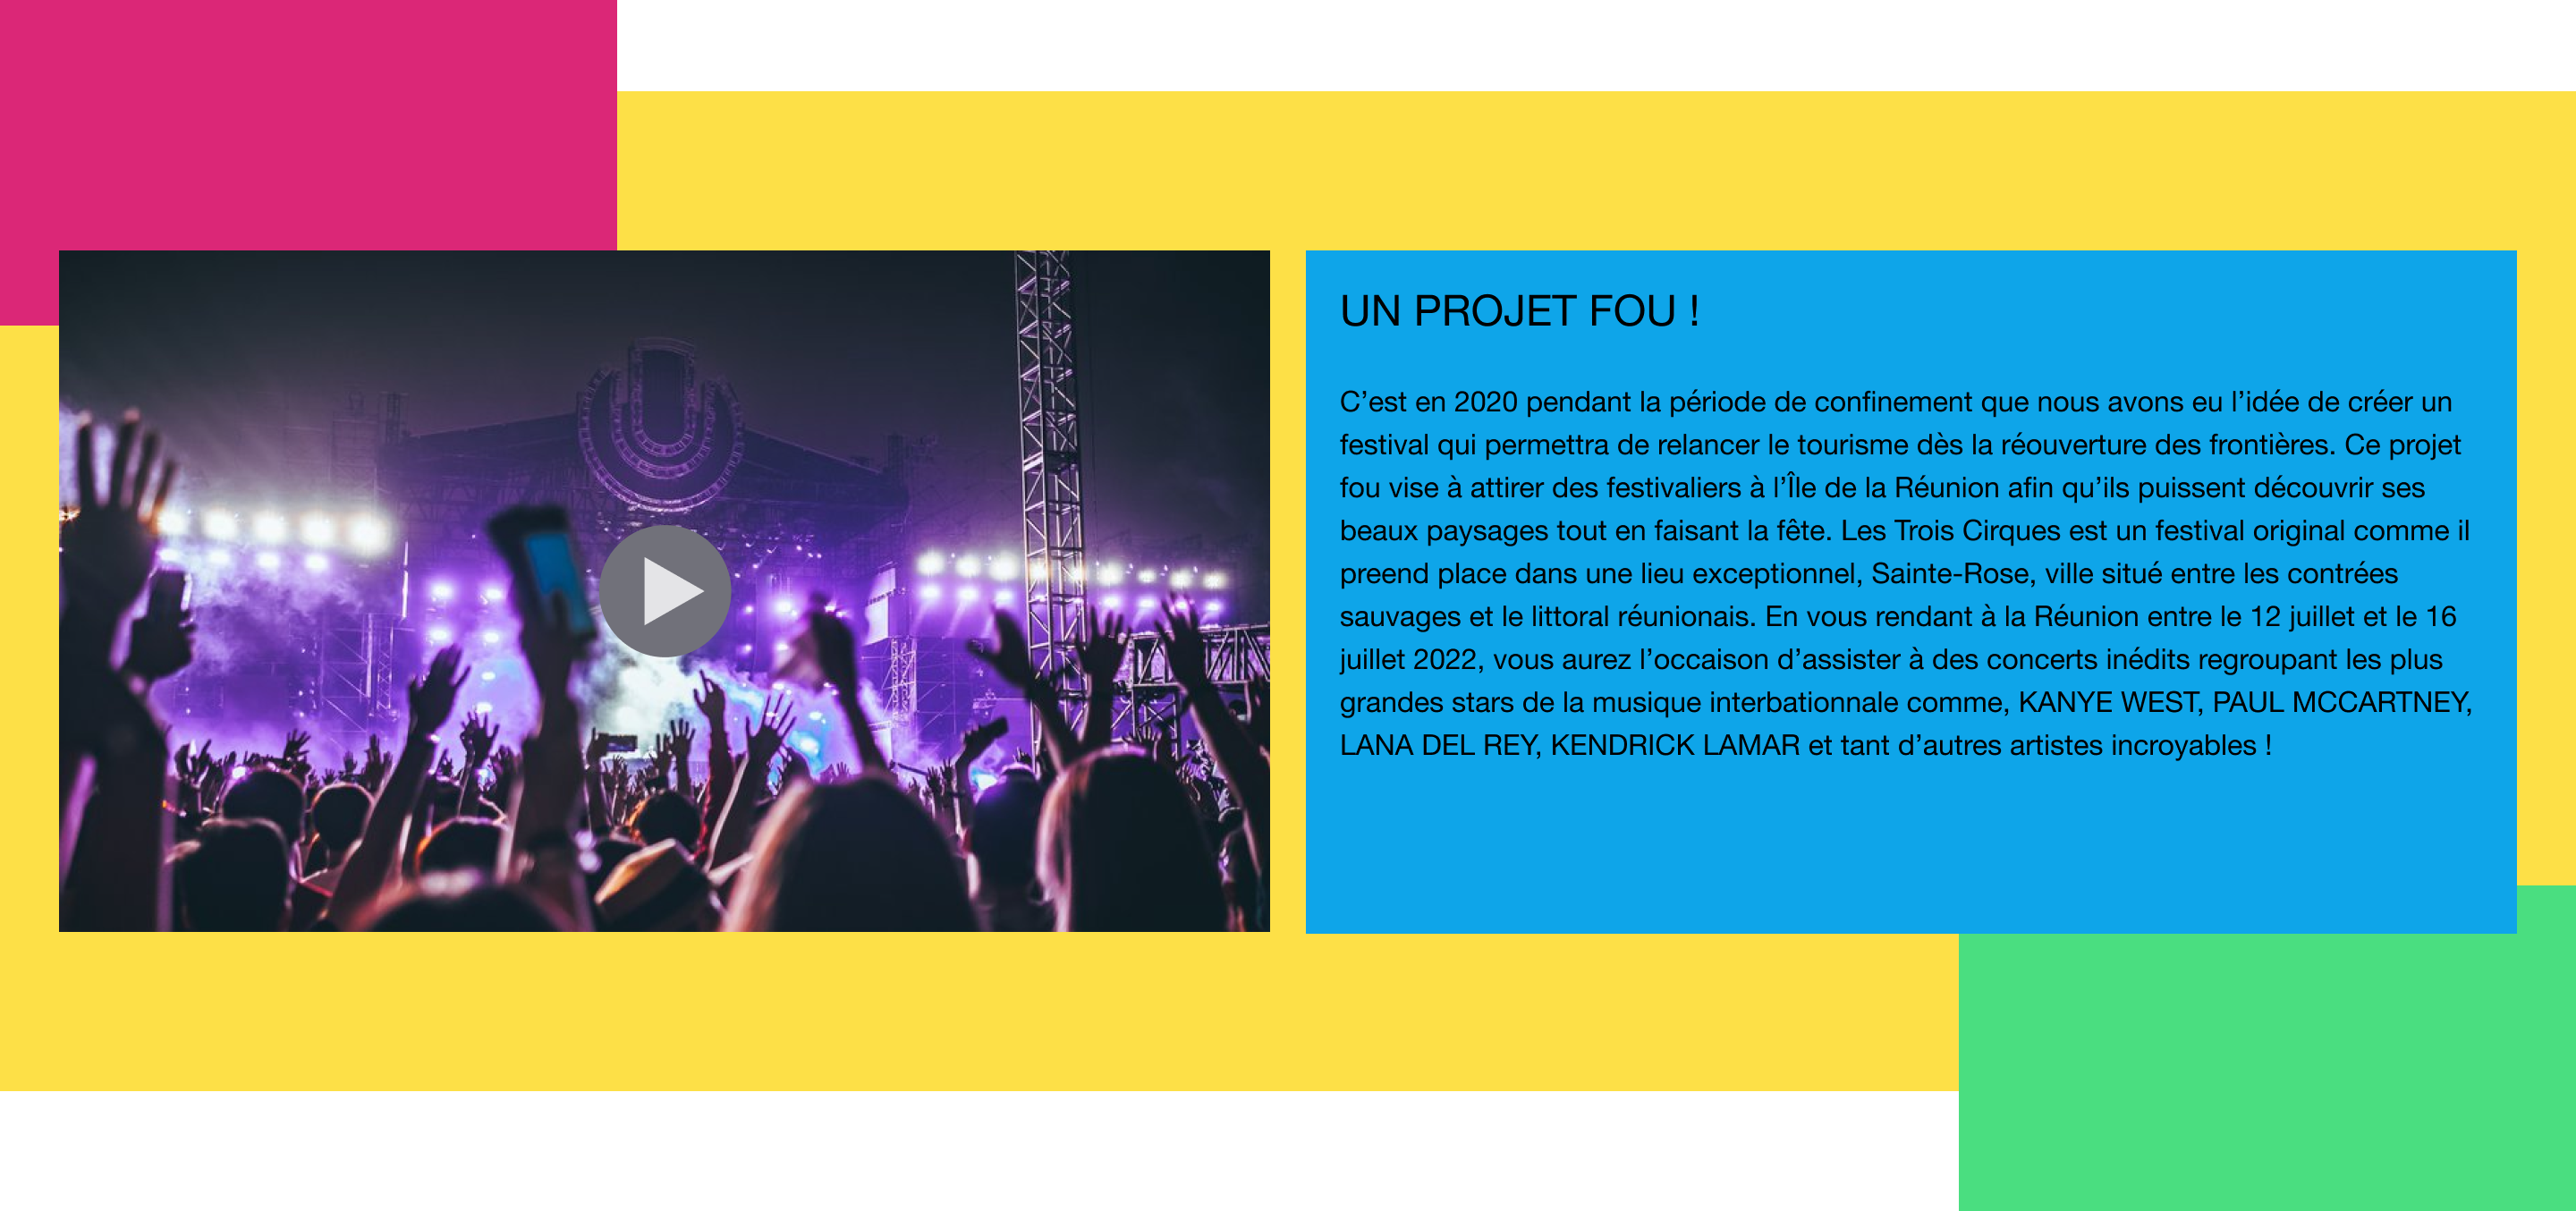 UN PROJET FOU !
C’est en 2020 pendant la période de confinement que nous avons eu l’idée de créer un
festival qui permettra de relancer le tourisme dès la réouverture des frontières. Ce projet
fou vise à attirer des festivaliers à l’Île de la Réunion afin qu’ils puissent découvrir ses
beaux paysages tout en faisant la fête. Les Trois Cirques est un festival original comme il
preend place dans une lieu exceptionnel, Sainte-Rose, ville situé entre les contrées
sauvages et le littoral réunionais. En vous rendant à la Réunion entre le 12 juillet et le 16
juillet 2022, vous aurez l’occaison d’assister à des concerts inédits regroupant les plus
grandes stars de la musique interbationnale comme, KANYE WEST, PAUL MCCARTNEY,
LANA DEL REY, KENDRICK LAMAR et tant d’autres artistes incroyables !